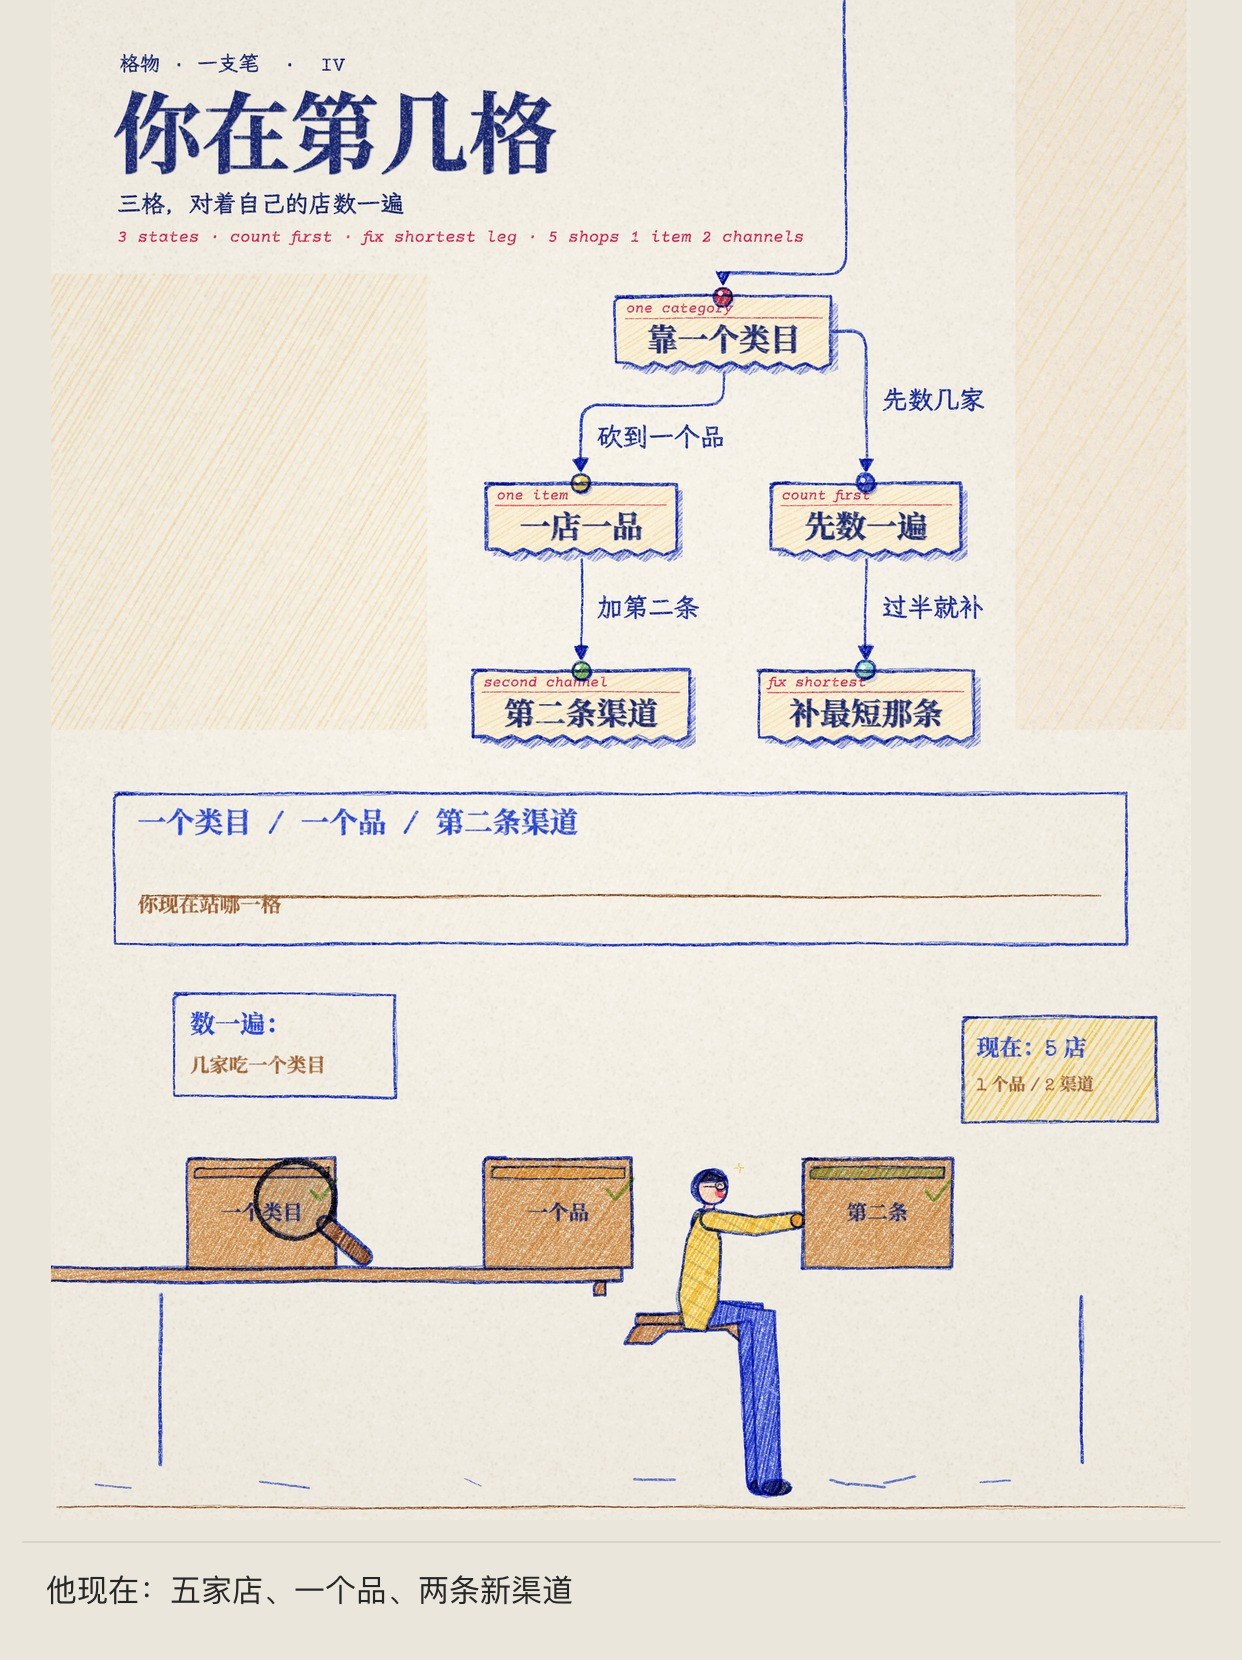 格物 · 一支笔 · IV
你在第几格
三格, 对着自己的店数一遍
3 states · count first · fix shortest leg · 5 shops 1 item 2 channels
one category
靠一个类目
先数几家
砍到一个品
one item
一店一品
count first
先数一遍
加第二条
过半就补
second channel
第二条渠道
fix shortest
补最短那条
一个类目 / 一个品 / 第二条渠道
你现在站哪一格
数一遍:
几家吃一个类目
现在: 5 店
1 个品 / 2 渠道
一个类目
一个品
第二条
他现在：五家店、一个品、两条新渠道